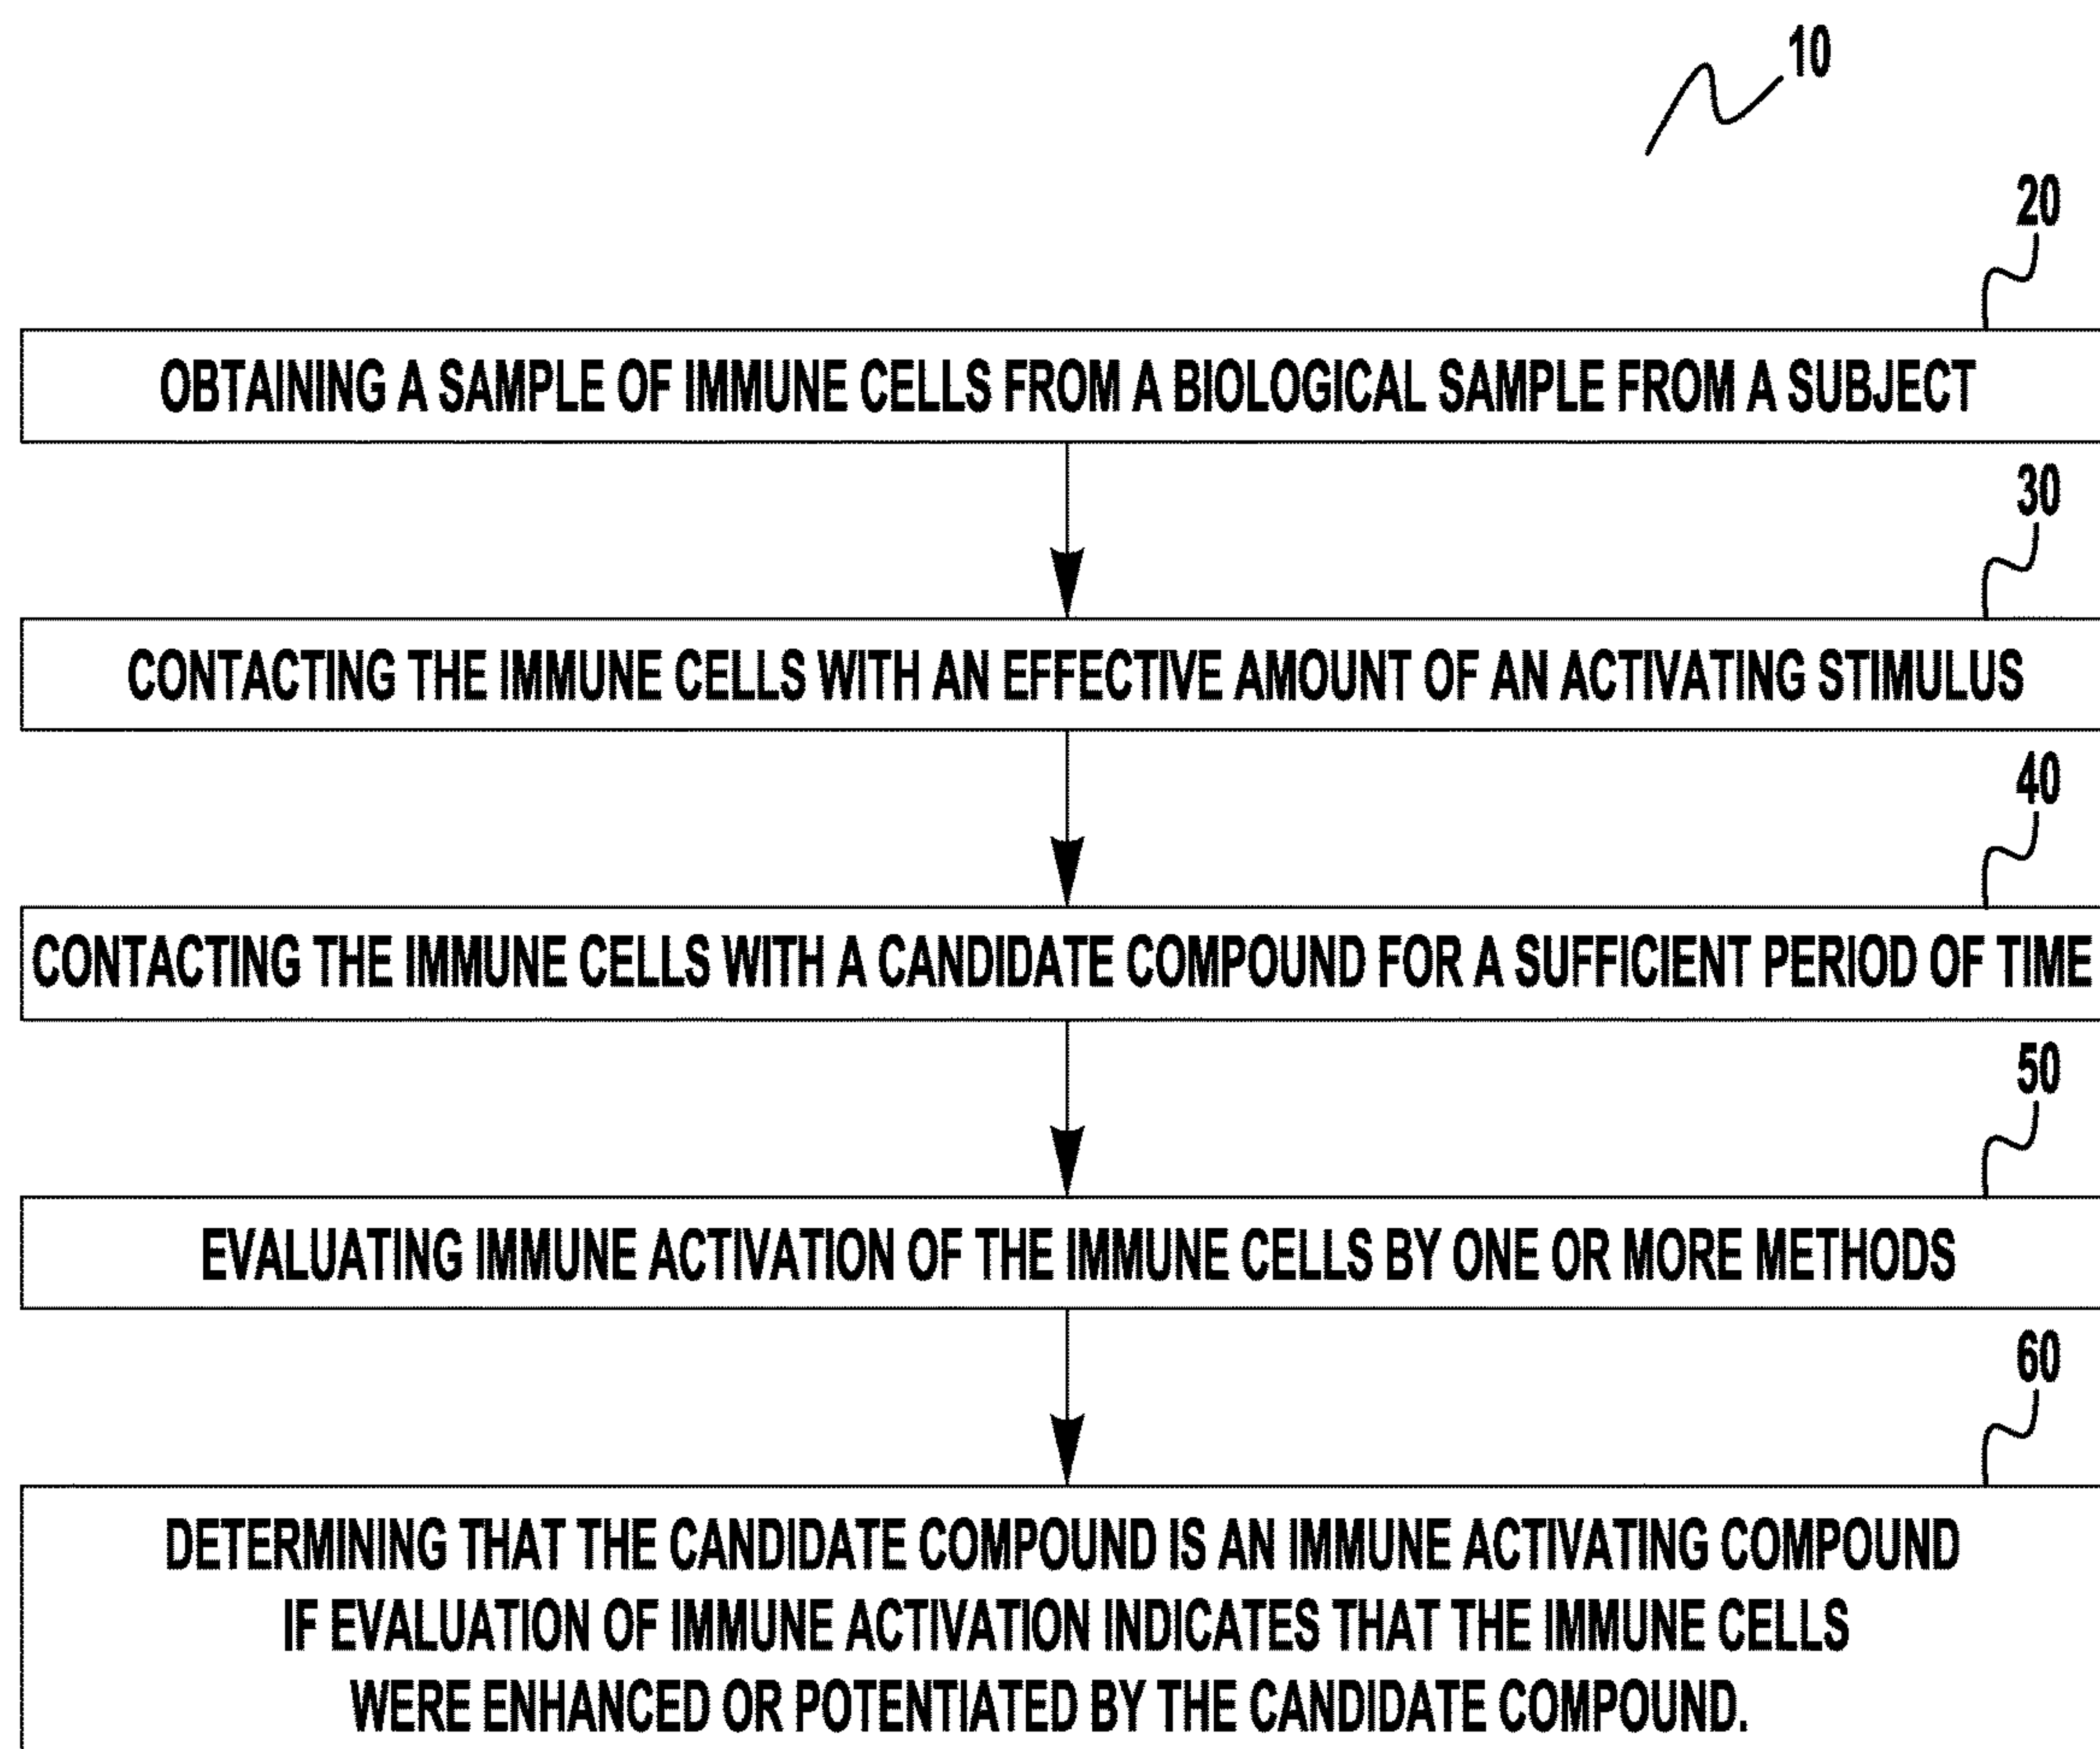 10
20
OBTAINING A SAMPLE OF IMMUNE CELLS FROM A BIOLOGICAL SAMPLE FROM A SUBJECT
30
CONTACTING THE IMMUNE CELLS WITH AN EFFECTIVE AMOUNT OF AN ACTIVATING STIMULUS
40
CONTACTING THE IMMUNE CELLS WITH A CANDIDATE COMPOUND FOR A SUFFICIENT PERIOD OF TIME
50
EVALUATING IMMUNE ACTIVATION OF THE IMMUNE CELLS BY ONE OR MORE METHODS
60
DETERMINING THAT THE CANDIDATE COMPOUND IS AN IMMUNE ACTIVATING COMPOUND
IF EVALUATION OF IMMUNE ACTIVATION INDICATES THAT THE IMMUNE CELLS
WERE ENHANCED OR POTENTIATED BY THE CANDIDATE COMPOUND.